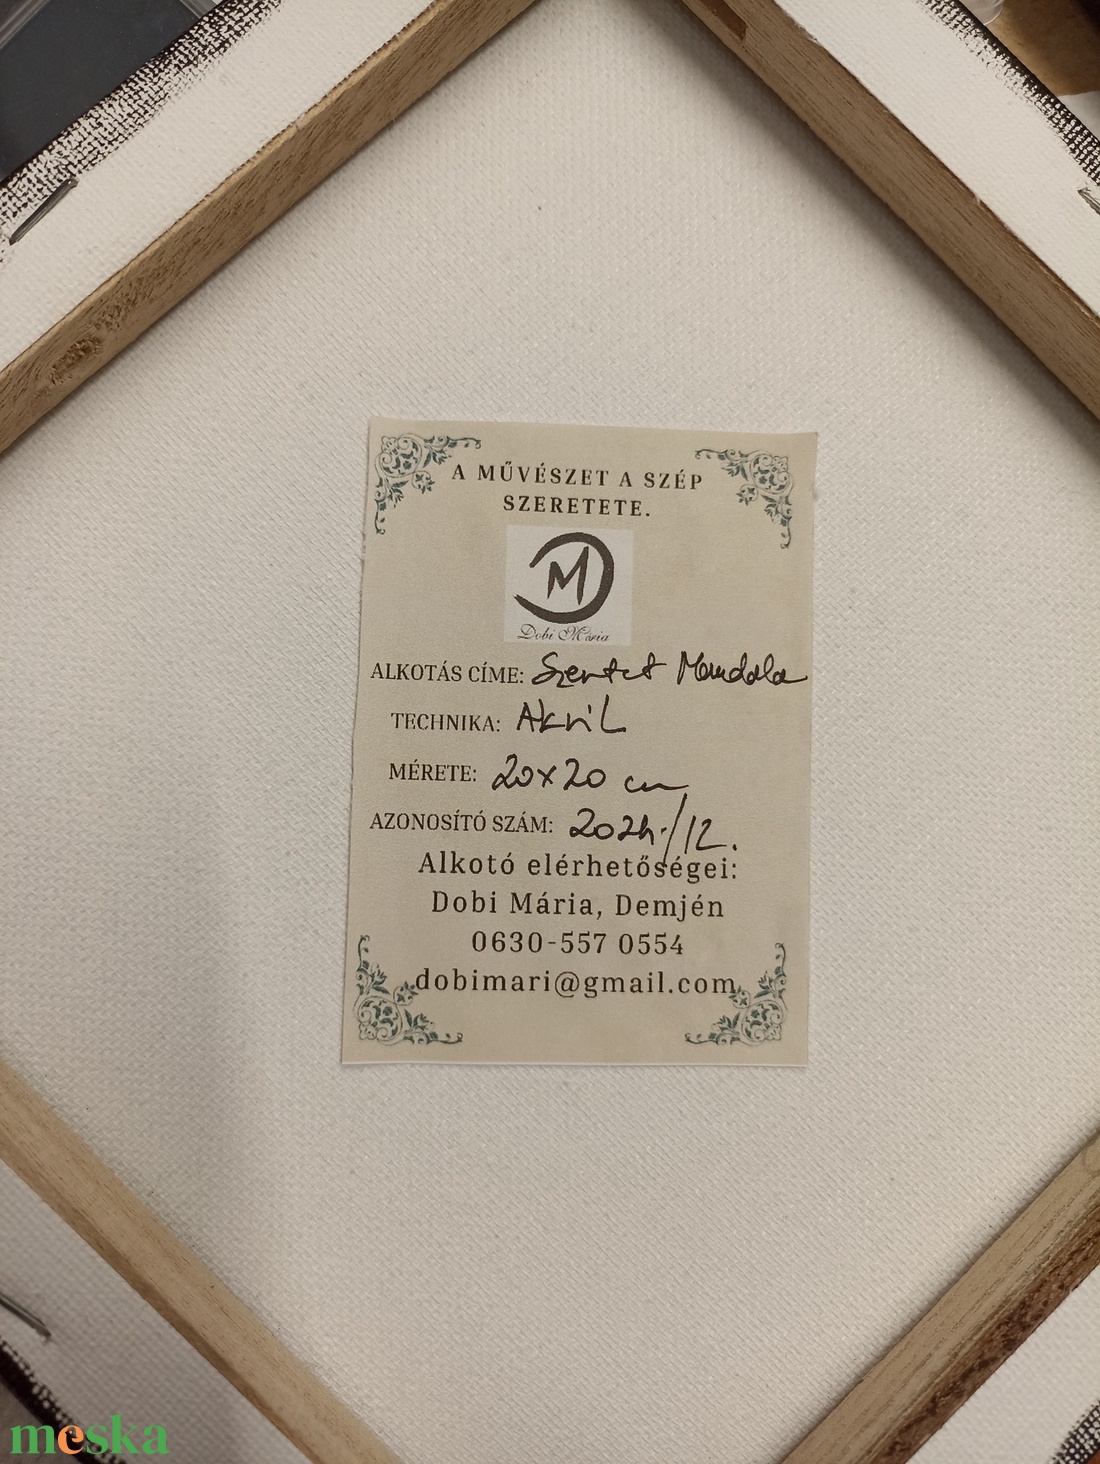 A MŰVÉSZET A SZÉP
SZERETETE.
M
Dobi Mária
ALKOTÁS CÍME: Szeretet Mandala
TECHNIKA: Akril
MÉRETE: 20x20 cm
AZONOSÍTÓ SZÁM: 2024./12.
Alkotó elérhetőségei:
Dobi Mária, Demjén
0630-557 0554
dobimari@gmail.com
meska